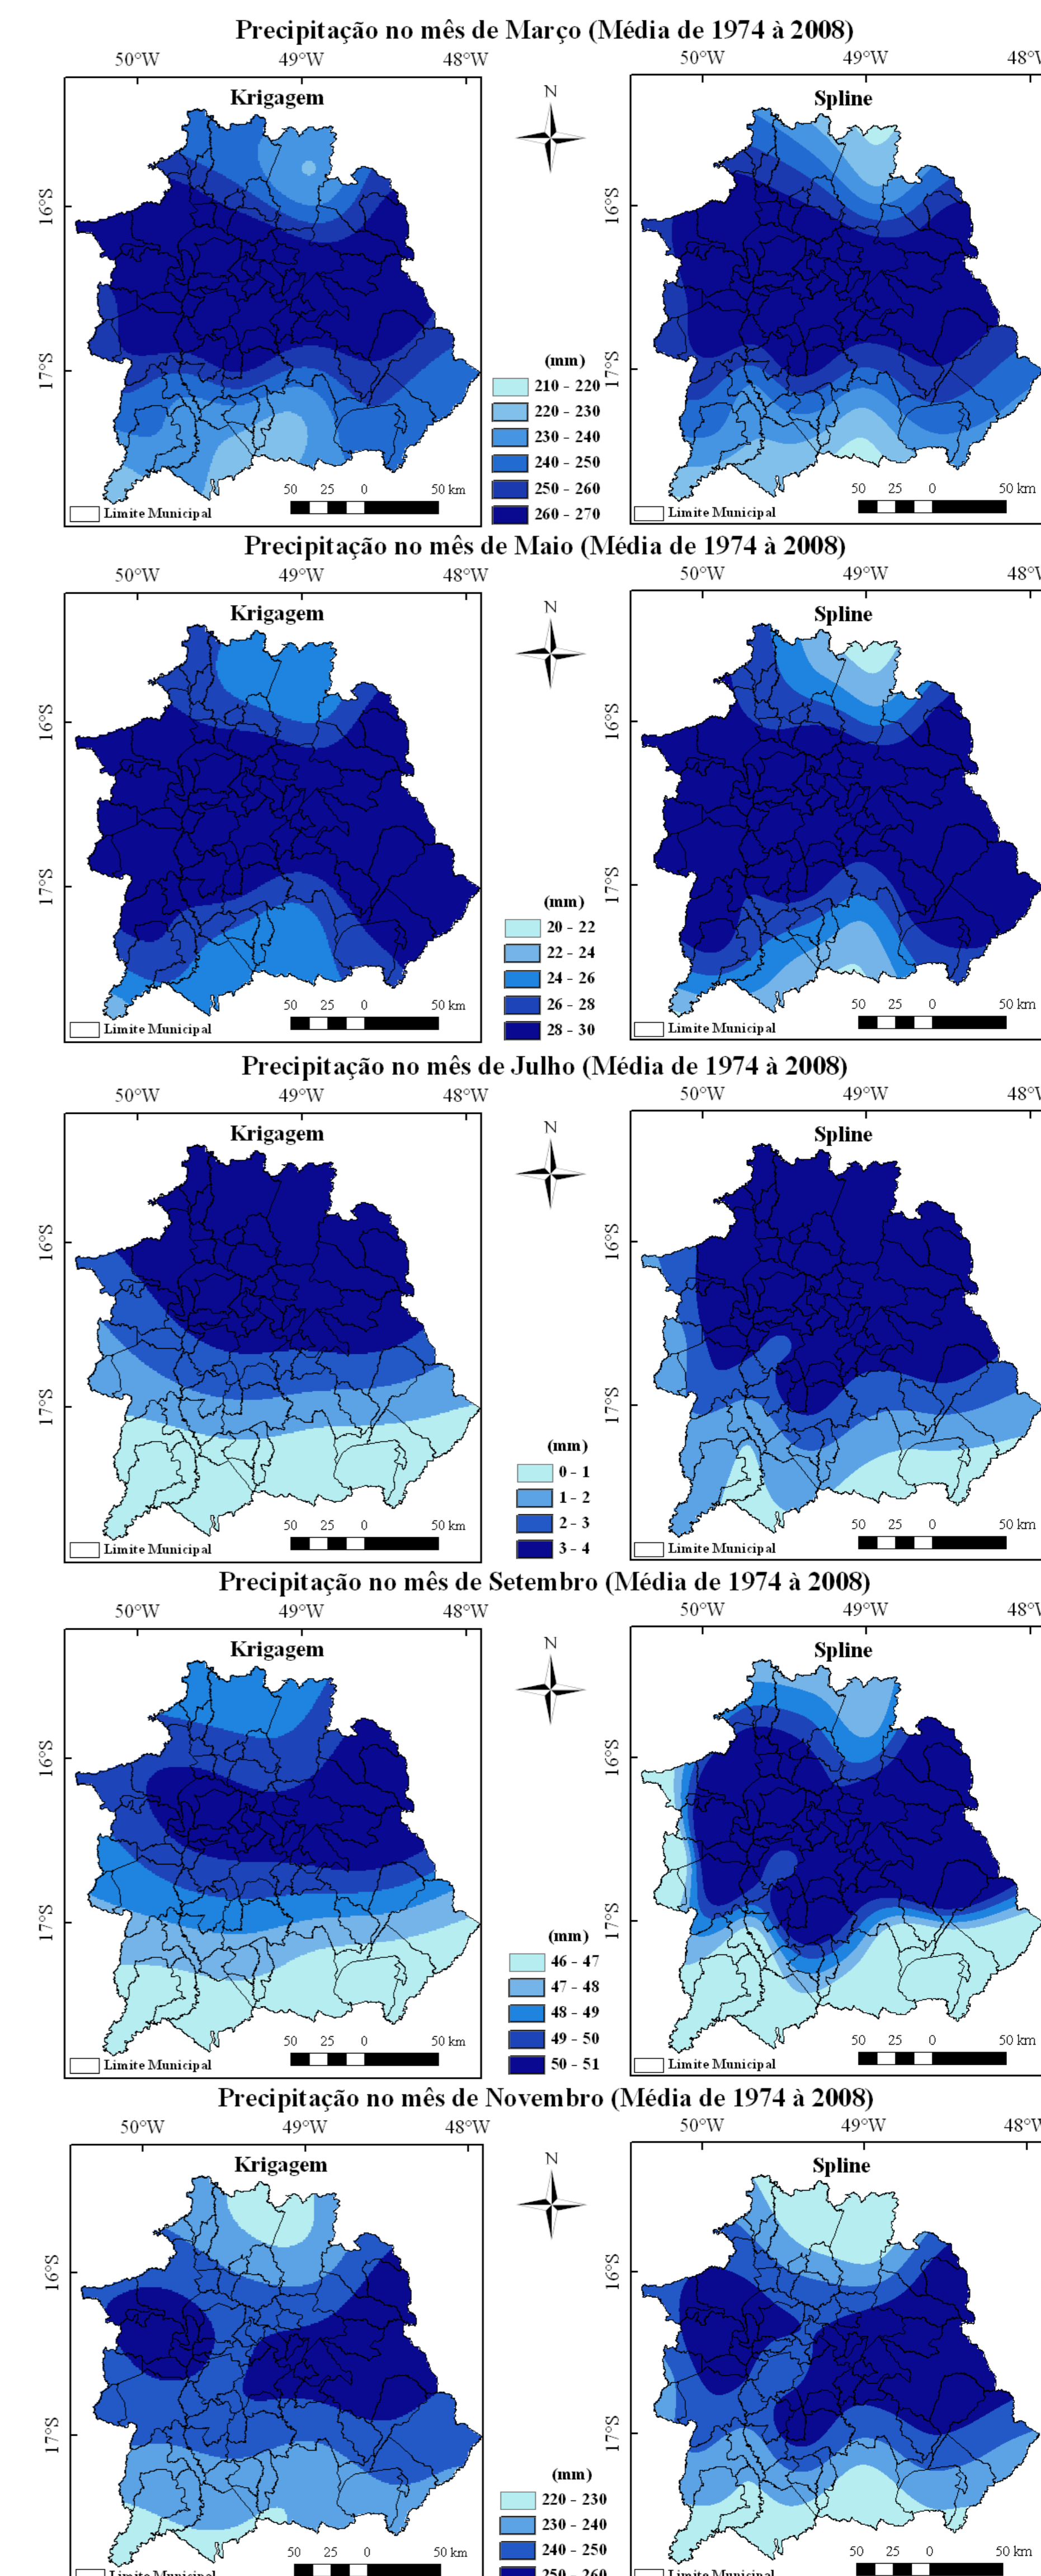 Precipitação no mês de Março (Média de 1974 à 2008)
50°W 49°W 48°W 50°W 49°W
Krigagem N Spline
16°S 16°S
17°S 17°S
(mm)
210 - 220
220 - 230
230 - 240
240 - 250
250 - 260
260 - 270
50 25 0 50 km 50 25 0 50 km
Limite Municipal Limite Municipal
Precipitação no mês de Maio (Média de 1974 à 2008)
50°W 49°W 48°W 50°W 49°W
Krigagem N Spline
16°S 16°S
17°S 17°S
(mm)
20 - 22
22 - 24
24 - 26
26 - 28
28 - 30
50 25 0 50 km 50 25 0 50 km
Limite Municipal Limite Municipal
Precipitação no mês de Julho (Média de 1974 à 2008)
50°W 49°W 48°W 50°W 49°W
Krigagem N Spline
16°S 16°S
17°S 17°S
(mm)
0 - 1
1 - 2
2 - 3
3 - 4
50 25 0 50 km 50 25 0 50 km
Limite Municipal Limite Municipal
Precipitação no mês de Setembro (Média de 1974 à 2008)
50°W 49°W 48°W 50°W 49°W
Krigagem N Spline
16°S 16°S
17°S 17°S
(mm)
46 - 47
47 - 48
48 - 49
49 - 50
50 - 51
50 25 0 50 km 50 25 0 50 km
Limite Municipal Limite Municipal
Precipitação no mês de Novembro (Média de 1974 à 2008)
50°W 49°W 48°W 50°W 49°W
Krigagem N Spline
16°S 16°S
17°S 17°S
(mm)
220 - 230
230 - 240
240 - 250
250 - 260
50 25 0 50 km 50 25 0 50 km